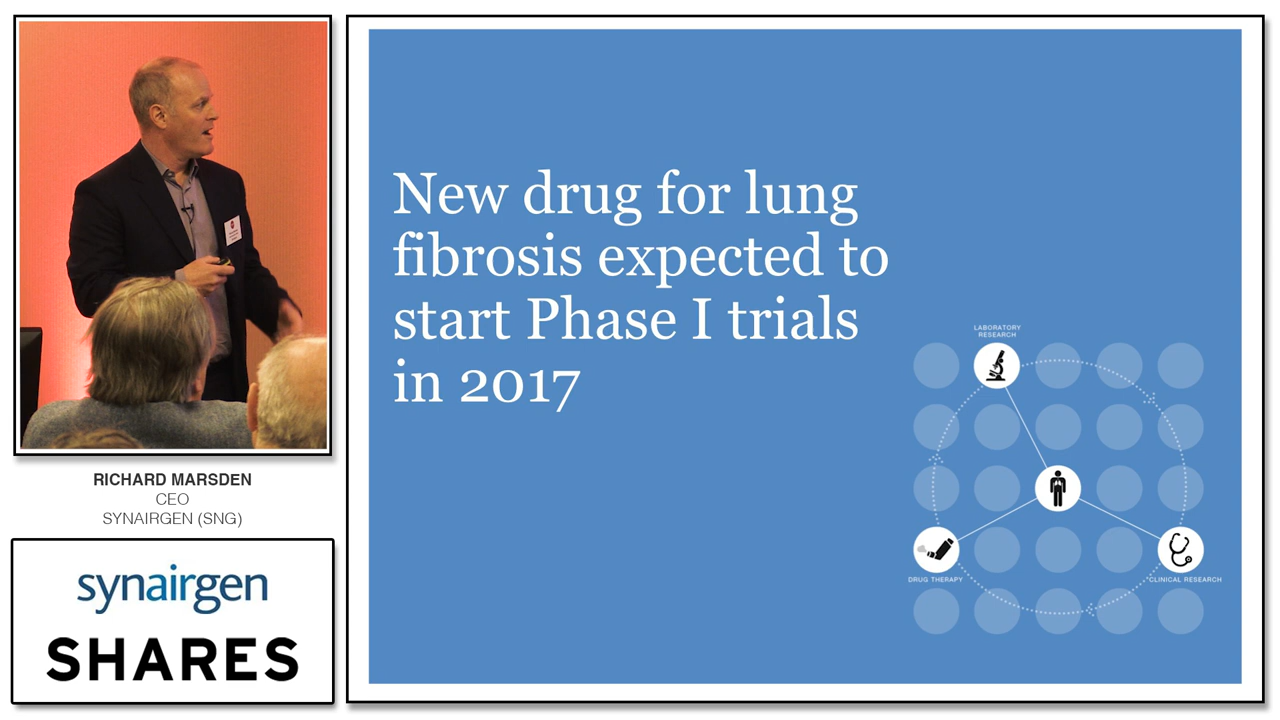 RICHARD MARSDEN
CEO
SYNAIRGEN (SNG)
synairgen
SHARES
New drug for lung
fibrosis expected to
start Phase I trials
in 2017
LABORATORY
RESEARCH
DRUG THERAPY
CLINICAL RESEARCH